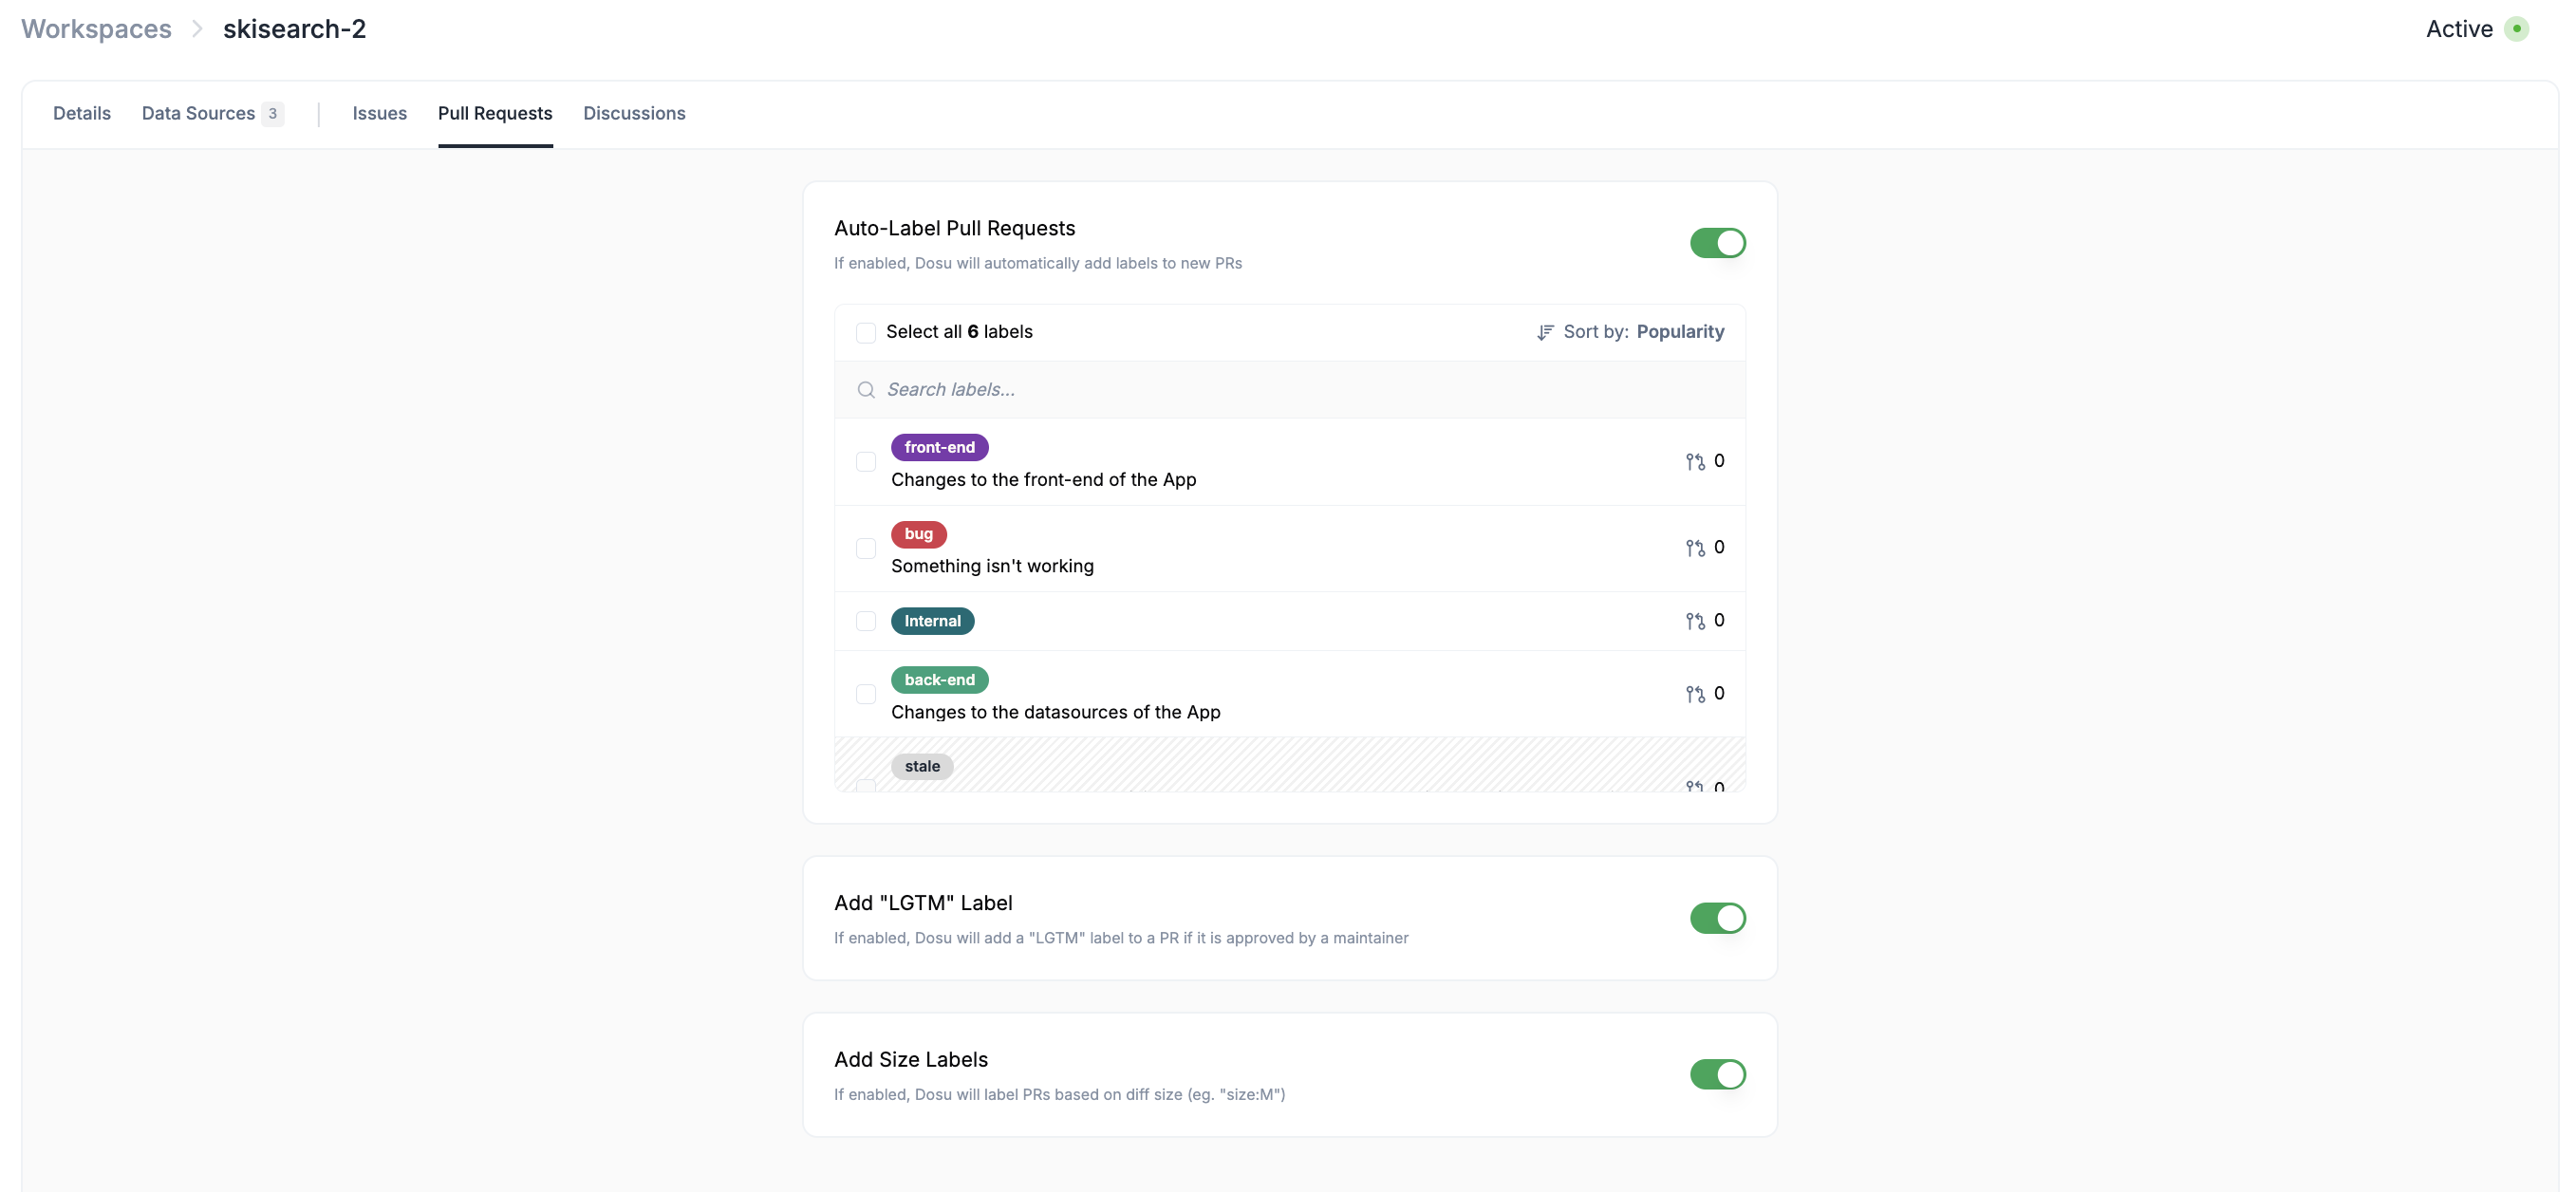 Workspaces > skisearch-2
Active
Details Data Sources 3 Issues Pull Requests Discussions
Auto-Label Pull Requests
If enabled, Dosu will automatically add labels to new PRs
Select all 6 labels
Sort by: Popularity
Search labels...
front-end
Changes to the front-end of the App
0
bug
Something isn't working
0
Internal
0
back-end
Changes to the datasources of the App
0
stale
0
Add "LGTM" Label
If enabled, Dosu will add a "LGTM" label to a PR if it is approved by a maintainer
Add Size Labels
If enabled, Dosu will label PRs based on diff size (eg. "size:M")